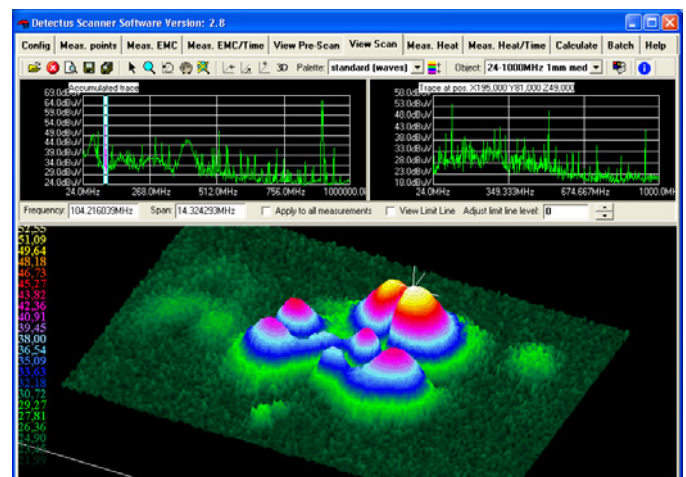 Detectus Scanner Software Version: 2.8
Config Meas. points Meas. EMC Meas. EMC/Time View Pre-Scan View Scan Meas. Heat Meas. Heat/Time Calculate Batch Help
3D Palette: standard (waves) Object: 24-1000MHz 1mm med
Accumulated trace
69.0dBuV
64.0dBuV
59.0dBuV
54.0dBuV
49.0dBuV
44.0dBuV
39.0dBuV
34.0dBuV
29.0dBuV
24.0dBuV
24.0MHz 268.0MHz 512.0MHz 756.0MHz 1000000.0
Trace at pos. X195,000 Y81,000 Z49,000
58.0dBuV
53.0dBuV
48.0dBuV
43.0dBuV
38.0dBuV
33.0dBuV
28.0dBuV
23.0dBuV
18.0dBuV
24.0MHz 349.333MHz 674.667MHz 1000.0M
Frequency: 104.216039MHz Span: 14.324293MHz Apply to all measurements View Limit Line Adjust limit line level: 0
52,55
51,09
49,64
48,18
46,73
45,27
43,82
42,36
40,91
39,45
38,00
36,54
35,09
33,63
32,18
30,72
29,27
27,81
26,36
24,90